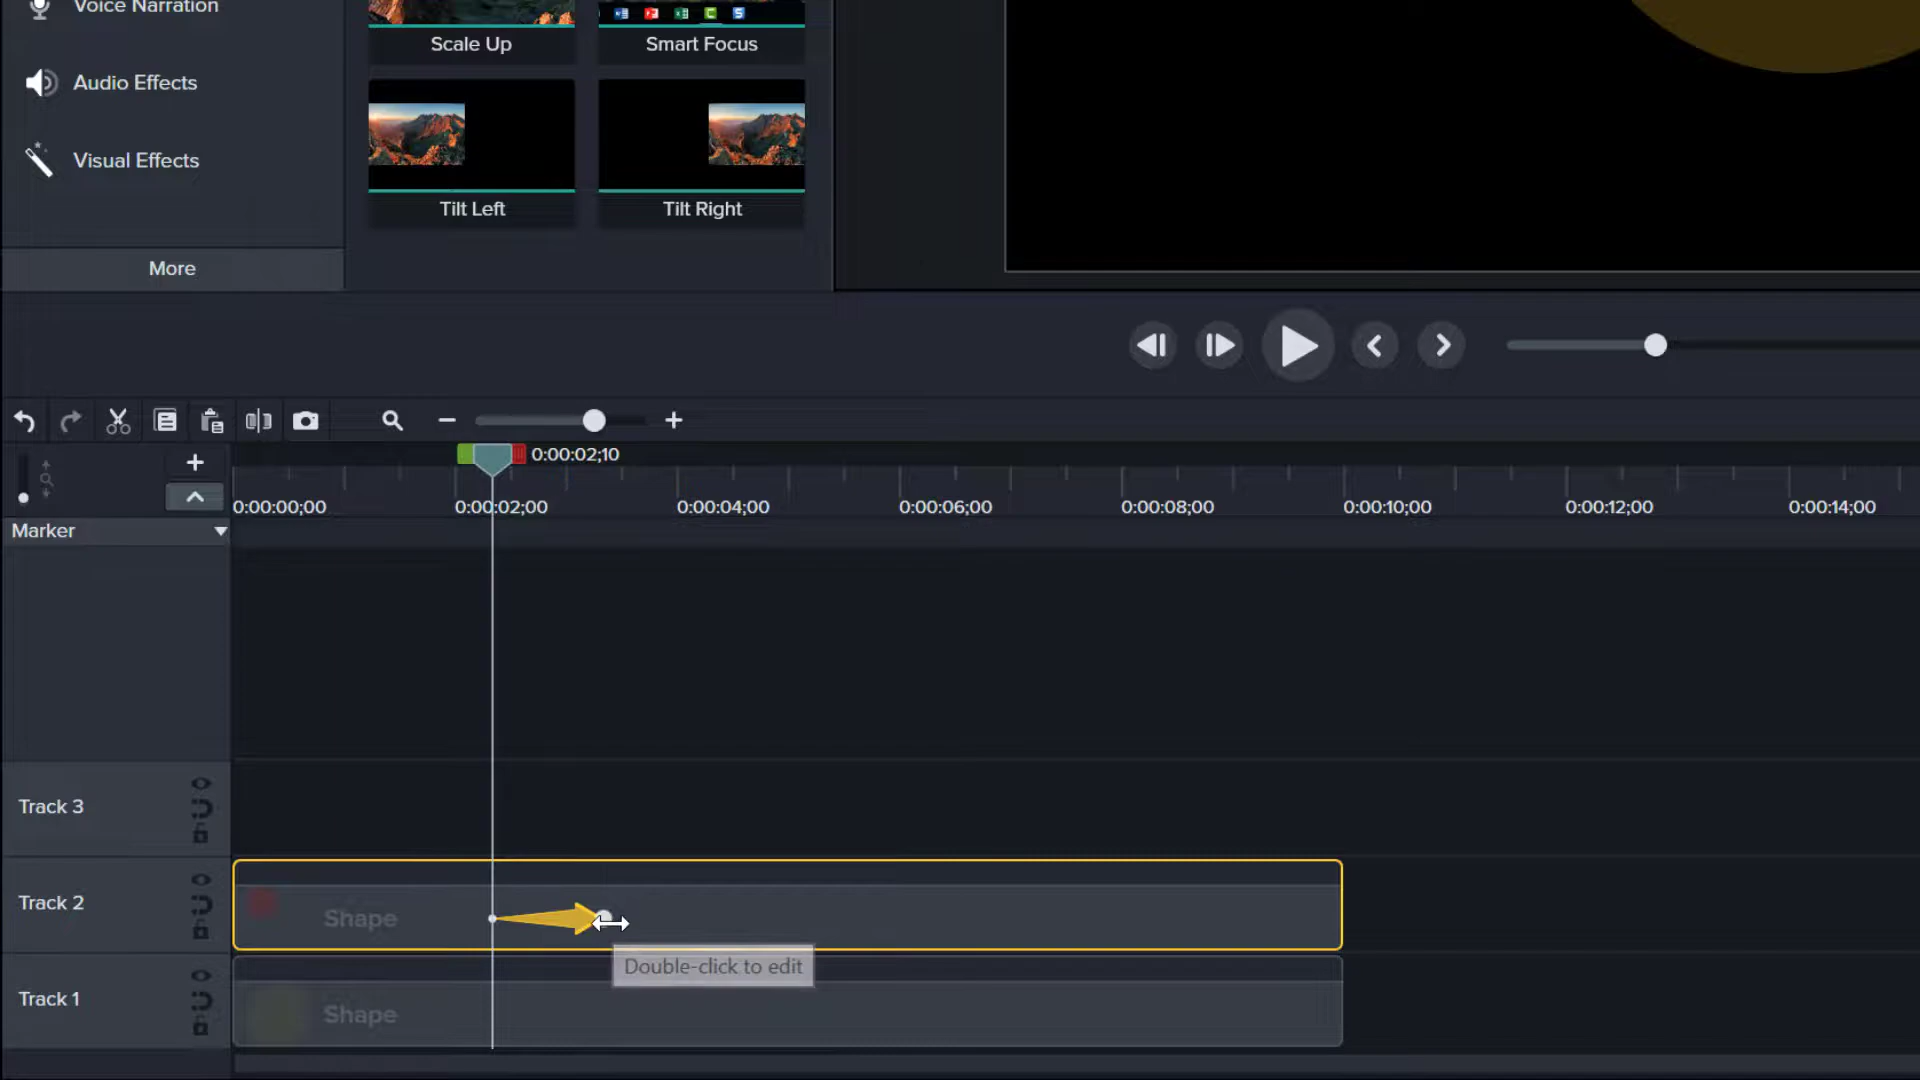 Voice Narration
Audio Effects
Visual Effects
More
Scale Up
Smart Focus
Tilt Left
Tilt Right
0:00:02;10
0:00:00;00
0:00:02;00
0:00:04;00
0:00:06;00
0:00:08;00
0:00:10;00
0:00:12;00
0:00:14;00
Marker
Track 3
Track 2
Shape
Double-click to edit
Track 1
Shape